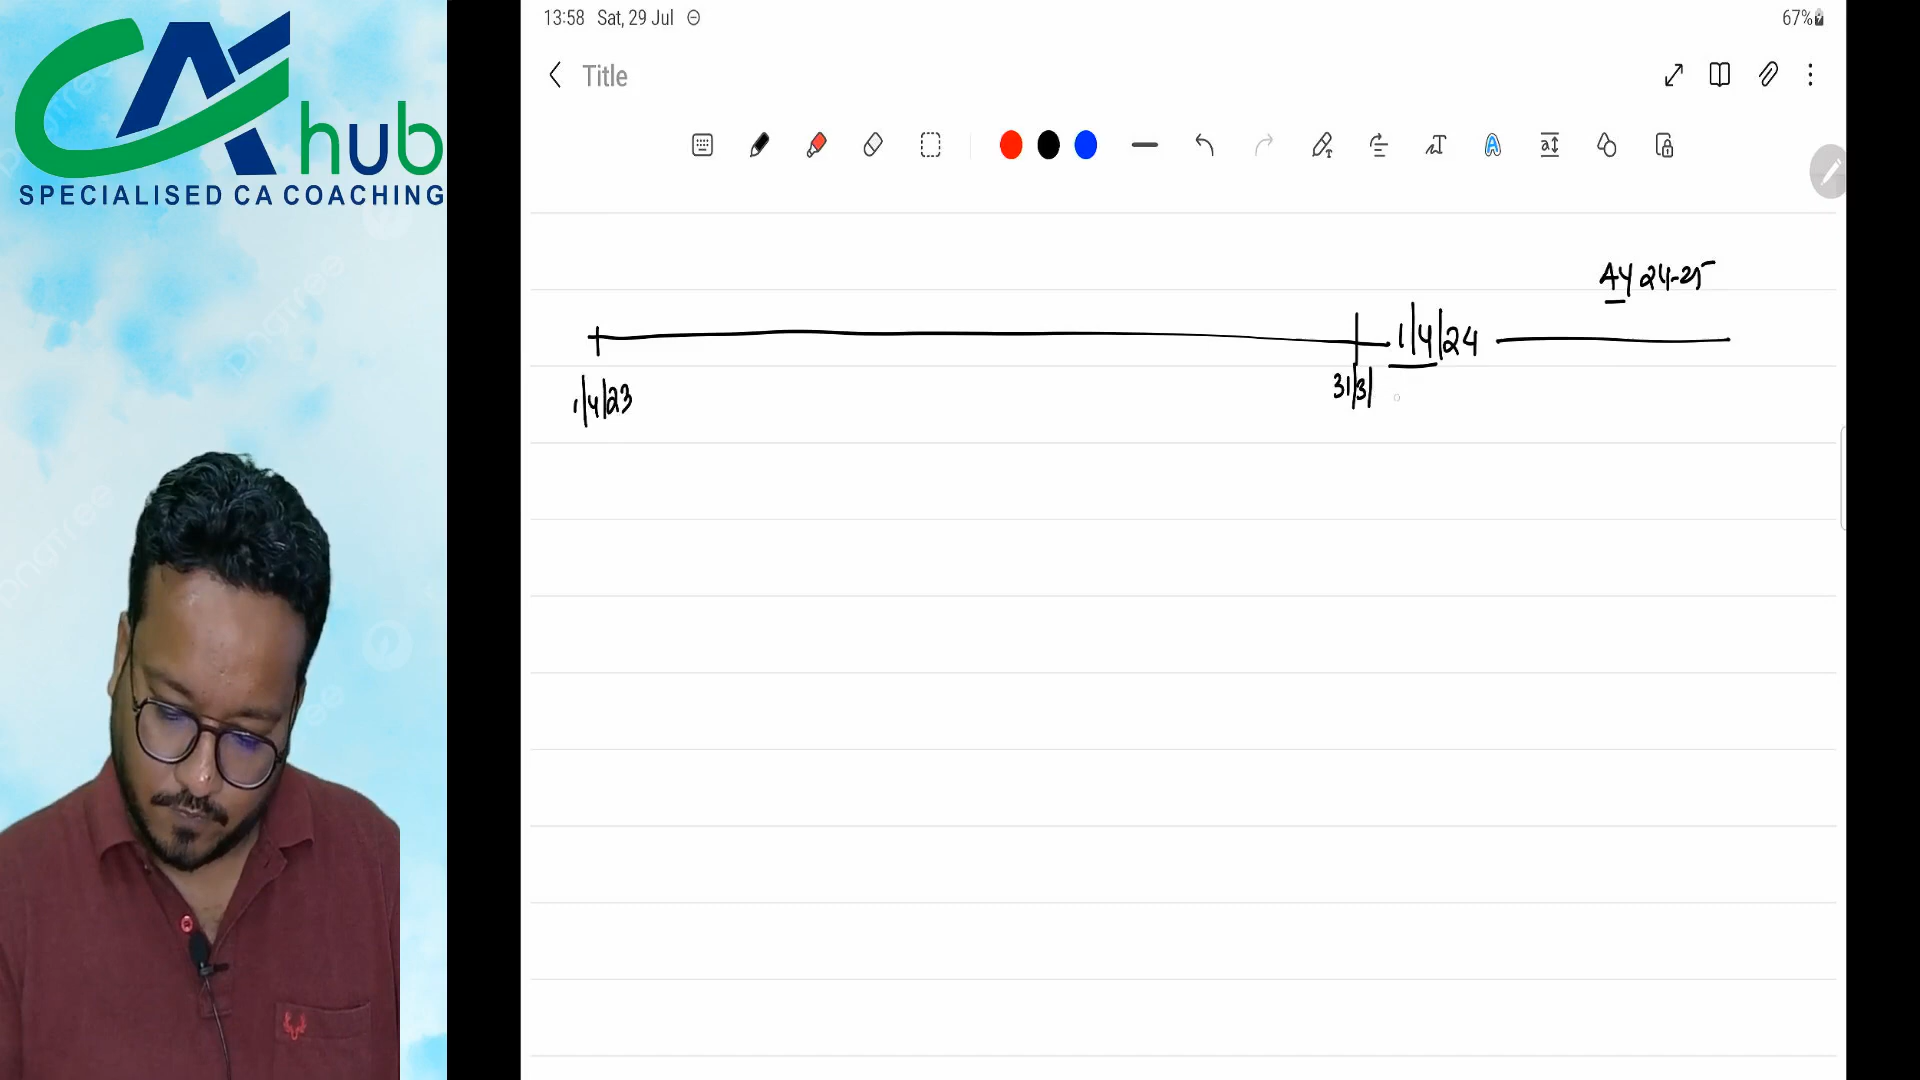 CA hub
SPECIALISED CA COACHING
13:58 Sat, 29 Jul
67%
Title
AY 24-25
1/4/24
31/3/
1/4/23
pngtree